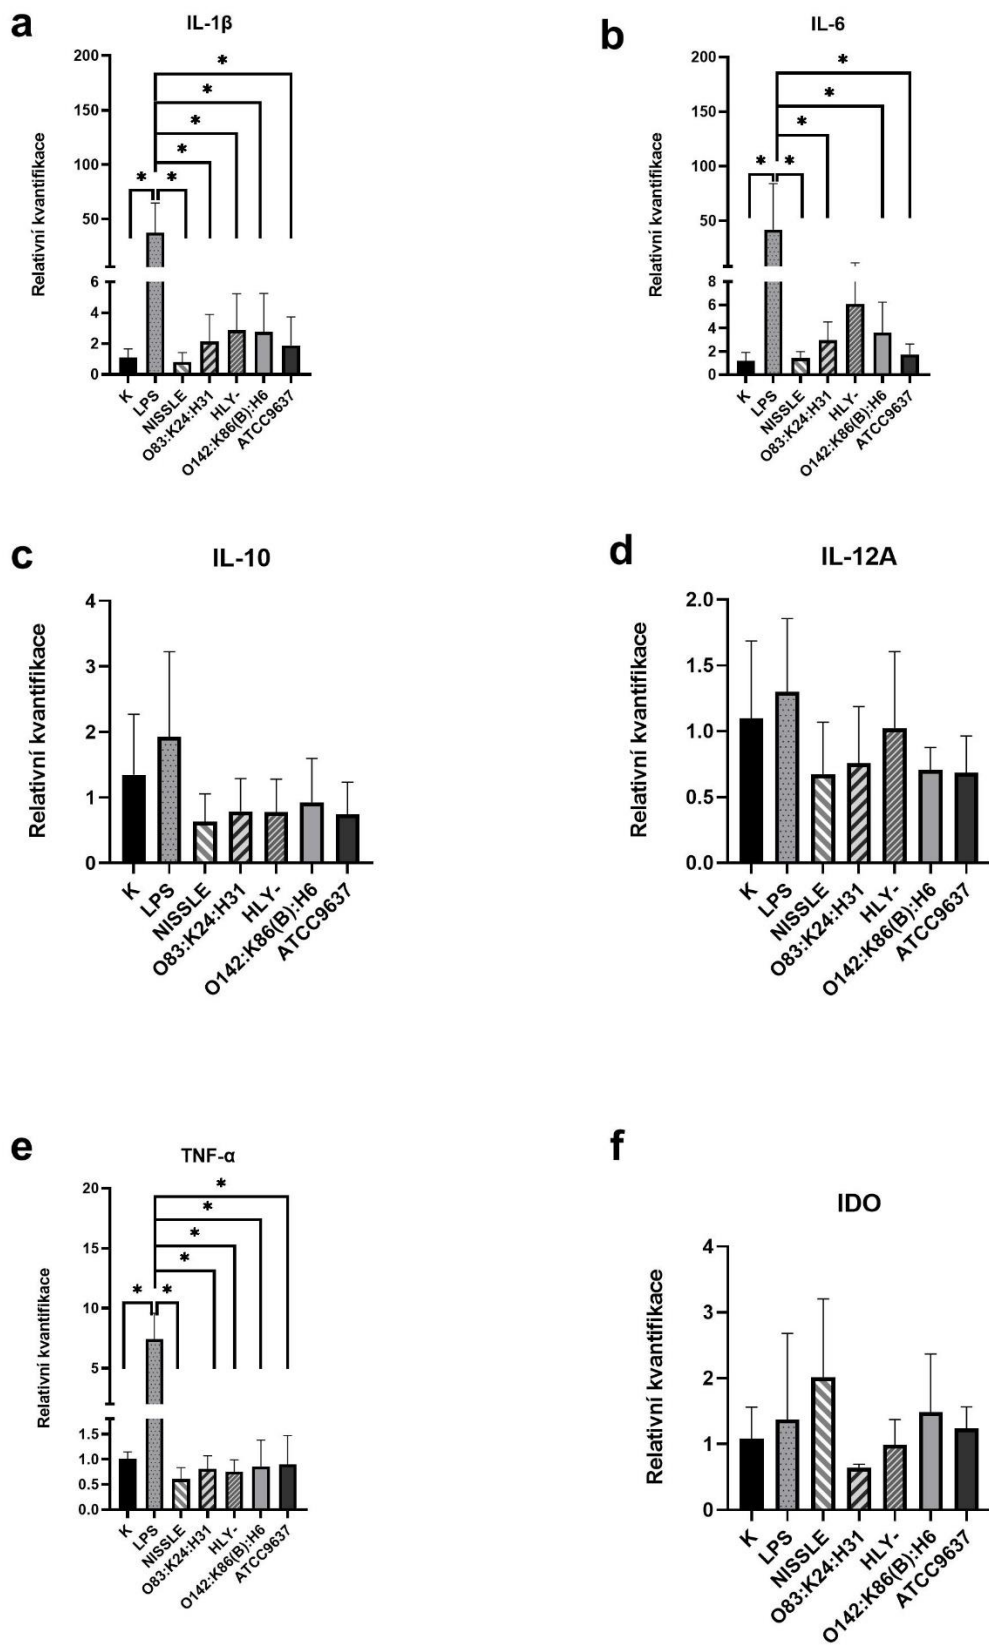 a
IL-1β
Relativní kvantifikace
200
150
100
50
6
4
2
0
*
*
*
*
*
*
K
LPS
NISSLE
O83:K24:H31
HLY-
O142:K86(B):H6
ATCC9637
b
IL-6
Relativní kvantifikace
200
150
100
50
8
6
4
2
0
*
*
*
*
*
K
LPS
NISSLE
O83:K24:H31
HLY-
O142:K86(B):H6
ATCC9637
c
IL-10
Relativní kvantifikace
4
3
2
1
0
K
LPS
NISSLE
O83:K24:H31
HLY-
O142:K86(B):H6
ATCC9637
d
IL-12A
Relativní kvantifikace
2.0
1.5
1.0
0.5
0.0
K
LPS
NISSLE
O83:K24:H31
HLY-
O142:K86(B):H6
ATCC9637
e
TNF-α
Relativní kvantifikace
20
15
10
5
1.5
1.0
0.5
0.0
*
*
*
*
*
*
K
LPS
NISSLE
O83:K24:H31
HLY-
O142:K86(B):H6
ATCC9637
f
IDO
Relativní kvantifikace
4
3
2
1
0
K
LPS
NISSLE
O83:K24:H31
HLY-
O142:K86(B):H6
ATCC9637